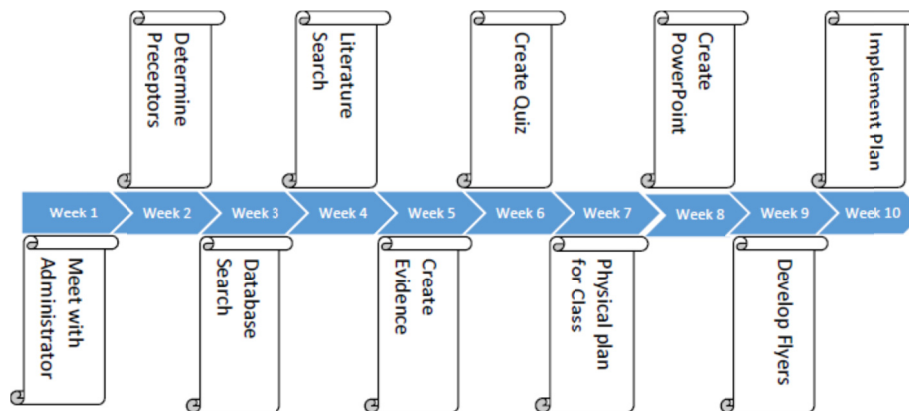 Determine
Preceptors
Literature
Search
Create Quiz
Create
PowerPoint
Implement Plan
Week 1
Week 2
Week 3
Week 4
Week 5
Week 6
Week 7
Week 8
Week 9
Week 10
Meet with
Administrator
Database
Search
Create
Evidence
Physical plan
for Class
Develop Flyers